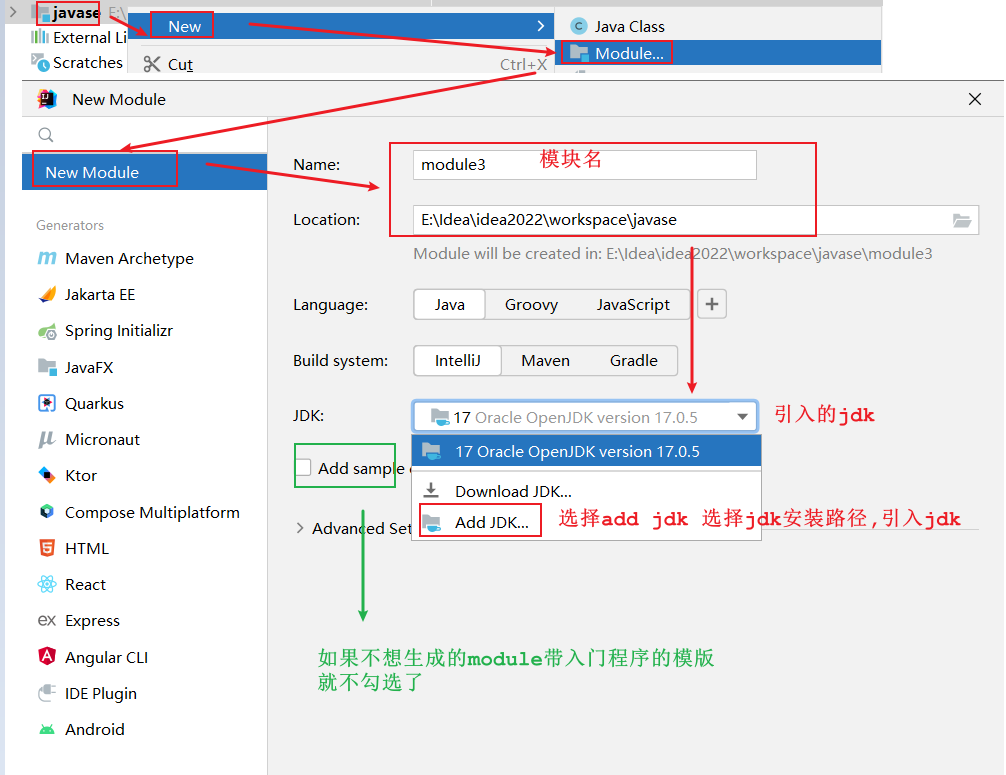 javase E:\
New
Java Class
External Li
Module...
Scratches
Cut
Ctrl+X
New Module
New Module
Name:
module3
模块名
Location:
E:\Idea\idea2022\workspace\javase
Module will be created in: E:\Idea\idea2022\workspace\javase\module3
Generators
Maven Archetype
Jakarta EE
Spring Initializr
JavaFX
Quarkus
Micronaut
Ktor
Compose Multiplatform
HTML
React
Express
Angular CLI
IDE Plugin
Android
Language:
Java
Groovy
JavaScript
Build system:
IntelliJ
Maven
Gradle
JDK:
17 Oracle OpenJDK version 17.0.5
引入的jdk
17 Oracle OpenJDK version 17.0.5
Add sample
Download JDK...
Add JDK...
选择add jdk 选择jdk安装路径,引入jdk
Advanced Set
如果不想生成的module带入门程序的模版
就不勾选了